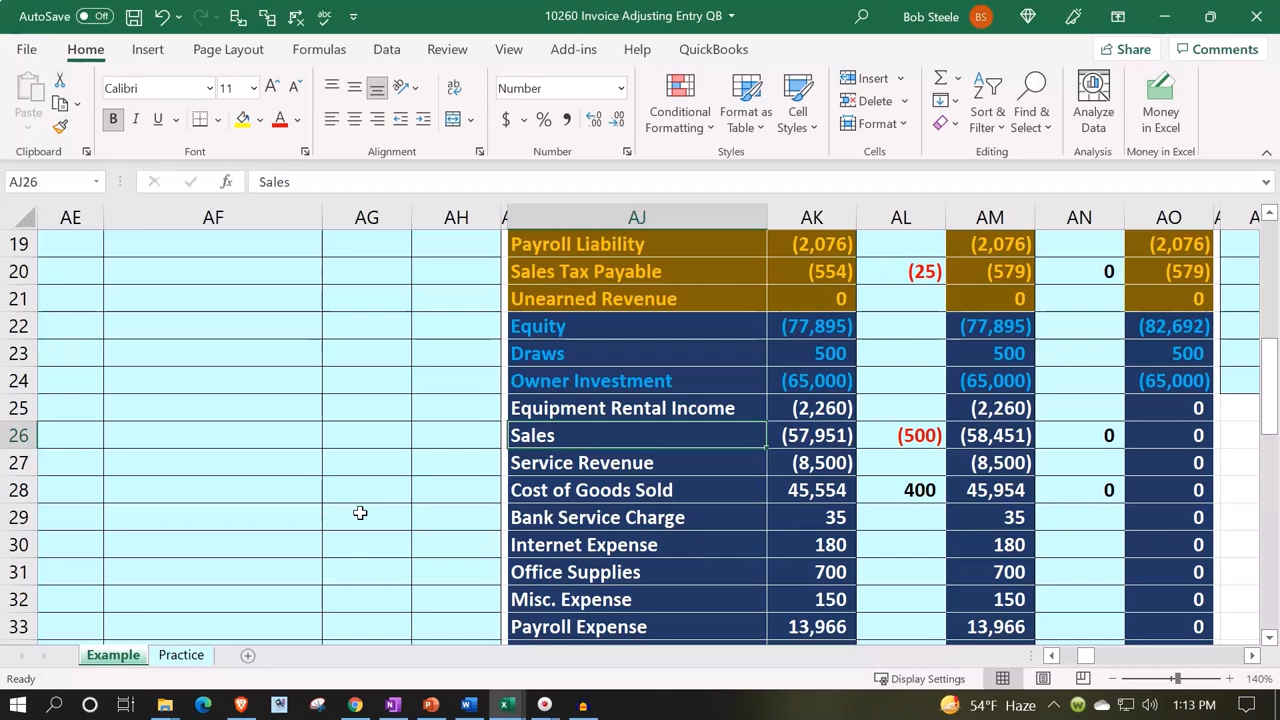 AutoSave Off 10260 Invoice Adjusting Entry QB Bob Steele BS
File Home Insert Page Layout Formulas Data Review View Add-ins Help QuickBooks Share Comments
Paste
Calibri 11
B I U
Number
$ % ,
Conditional Formatting
Format as Table
Cell Styles
Insert
Delete
Format
Sort & Filter
Find & Select
Analyze Data
Money in Excel
Clipboard Font Alignment Number Styles Cells Editing Analysis Money in Excel
AJ26 fx Sales
AE AF AG AH A AJ AK AL AM AN AO A A
19 Payroll Liability (2,076) (2,076) (2,076)
20 Sales Tax Payable (554) (25) (579) 0 (579)
21 Unearned Revenue 0 0 0
22 Equity (77,895) (77,895) (82,692)
23 Draws 500 500 500
24 Owner Investment (65,000) (65,000) (65,000)
25 Equipment Rental Income (2,260) (2,260) 0
26 Sales (57,951) (500) (58,451) 0 0
27 Service Revenue (8,500) (8,500) 0
28 Cost of Goods Sold 45,554 400 45,954 0 0
29 Bank Service Charge 35 35 0
30 Internet Expense 180 180 0
31 Office Supplies 700 700 0
32 Misc. Expense 150 150 0
33 Payroll Expense 13,966 13,966 0
Example Practice
Ready Display Settings 140%
54°F Haze 1:13 PM